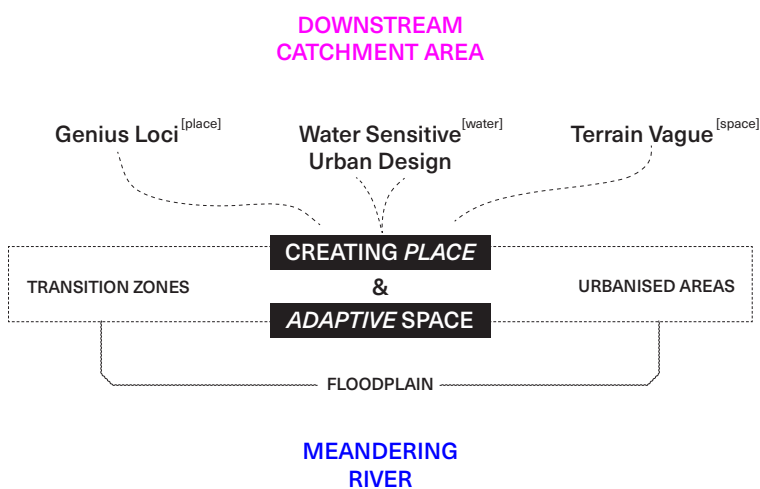 DOWNSTREAM
CATCHMENT AREA
Genius Loci [place]
Water Sensitive [water]
Urban Design
Terrain Vague [space]
CREATING PLACE
TRANSITION ZONES
&
URBANISED AREAS
ADAPTIVE SPACE
FLOODPLAIN
MEANDERING
RIVER